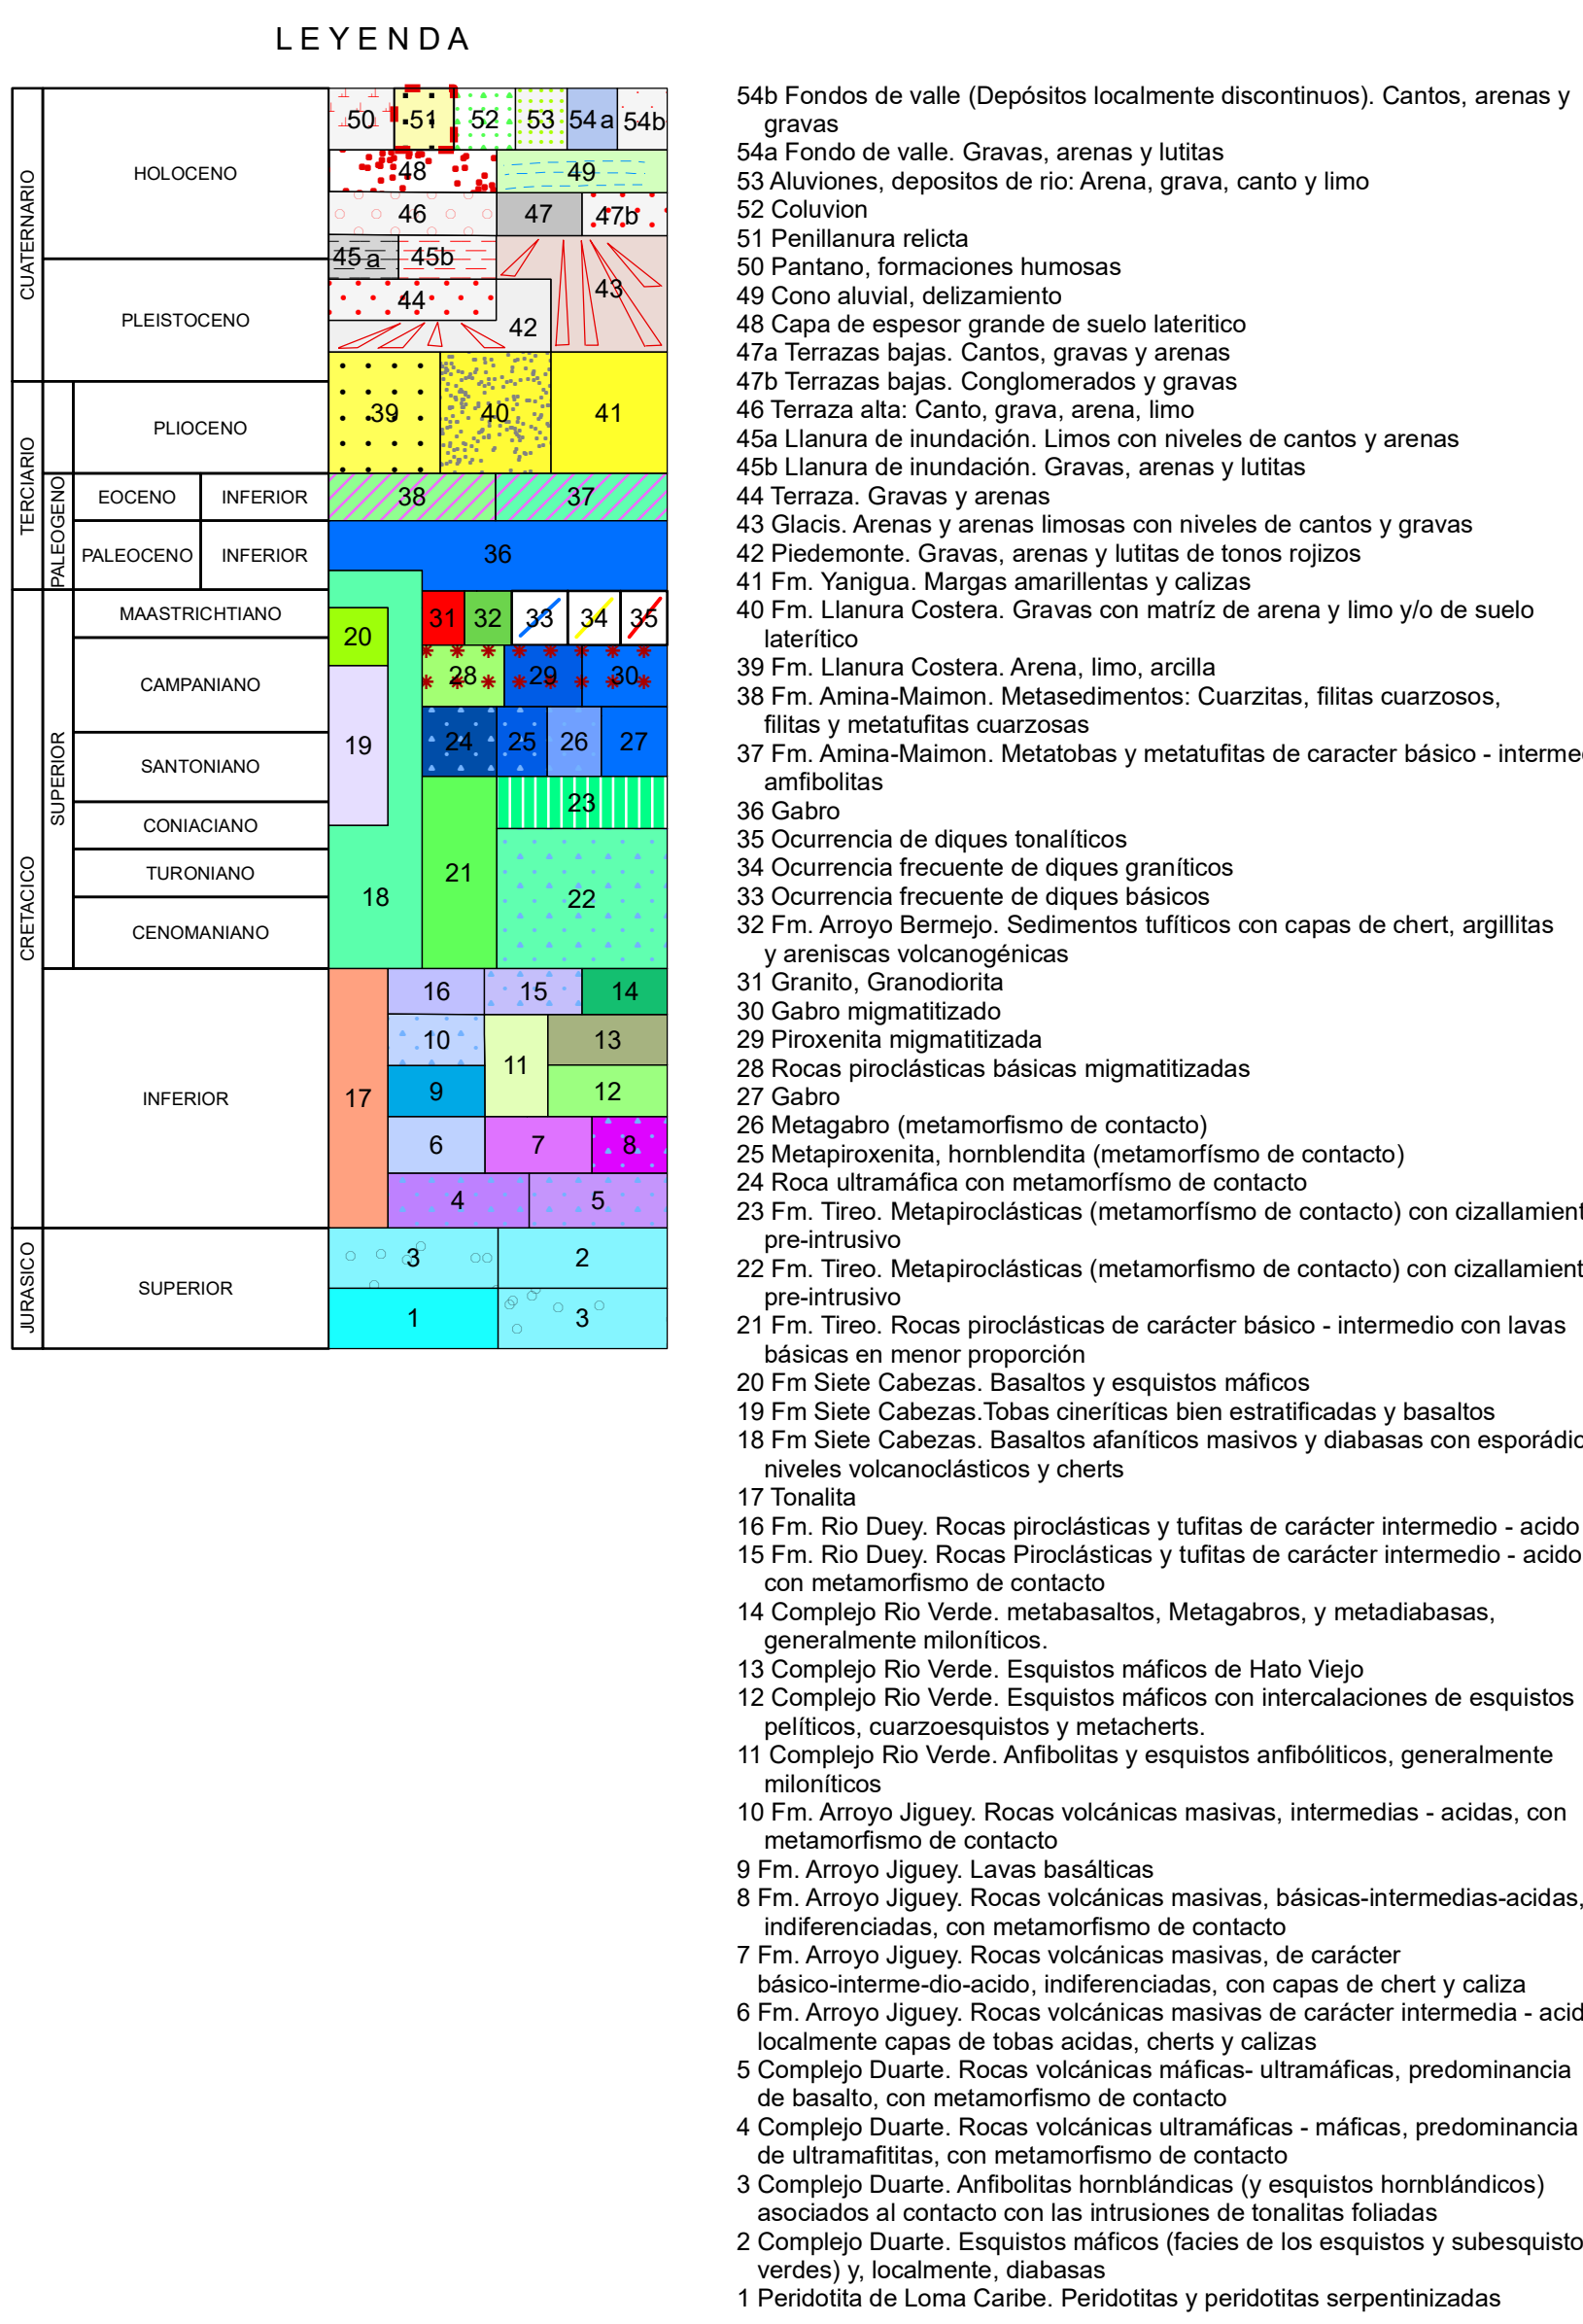 LEYENDA
CUATERNARIO
HOLOCENO
PLEISTOCENO
TERCIARIO
PLIOCENO
PALEOGENO
EOCENO INFERIOR
PALEOCENO INFERIOR
CRETACICO
SUPERIOR
MAASTRICHTIANO
CAMPANIANO
SANTONIANO
CONIACIANO
TURONIANO
CENOMANIANO
INFERIOR
JURASICO
SUPERIOR
50 51 52 53 54 a 54b
48 49
46 47 47b
45 a 45b
43
44
42
39 40 41
38 37
36
31 32 33 34 35
20
28 29 30
19
24 25 26 27
23
21
18
22
16 15 14
10 13
11
17
9 12
6 7 8
4 5
3 2
1 3
54b Fondos de valle (Depósitos localmente discontinuos). Cantos, arenas y
gravas
54a Fondo de valle. Gravas, arenas y lutitas
53 Aluviones, depositos de rio: Arena, grava, canto y limo
52 Coluvion
51 Penillanura relicta
50 Pantano, formaciones humosas
49 Cono aluvial, delizamiento
48 Capa de espesor grande de suelo lateritico
47a Terrazas bajas. Cantos, gravas y arenas
47b Terrazas bajas. Conglomerados y gravas
46 Terraza alta: Canto, grava, arena, limo
45a Llanura de inundación. Limos con niveles de cantos y arenas
45b Llanura de inundación. Gravas, arenas y lutitas
44 Terraza. Gravas y arenas
43 Glacis. Arenas y arenas limosas con niveles de cantos y gravas
42 Piedemonte. Gravas, arenas y lutitas de tonos rojizos
41 Fm. Yanigua. Margas amarillentas y calizas
40 Fm. Llanura Costera. Gravas con matríz de arena y limo y/o de suelo
laterítico
39 Fm. Llanura Costera. Arena, limo, arcilla
38 Fm. Amina-Maimon. Metasedimentos: Cuarzitas, filitas cuarzosos,
filitas y metatufitas cuarzosas
37 Fm. Amina-Maimon. Metatobas y metatufitas de caracter básico - interme
amfibolitas
36 Gabro
35 Ocurrencia de diques tonalíticos
34 Ocurrencia frecuente de diques graníticos
33 Ocurrencia frecuente de diques básicos
32 Fm. Arroyo Bermejo. Sedimentos tufíticos con capas de chert, argillitas
y areniscas volcanogénicas
31 Granito, Granodiorita
30 Gabro migmatitizado
29 Piroxenita migmatitizada
28 Rocas piroclásticas básicas migmatitizadas
27 Gabro
26 Metagabro (metamorfismo de contacto)
25 Metapiroxenita, hornblendita (metamorfísmo de contacto)
24 Roca ultramáfica con metamorfísmo de contacto
23 Fm. Tireo. Metapiroclásticas (metamorfísmo de contacto) con cizallamient
pre-intrusivo
22 Fm. Tireo. Metapiroclásticas (metamorfismo de contacto) con cizallamient
pre-intrusivo
21 Fm. Tireo. Rocas piroclásticas de carácter básico - intermedio con lavas
básicas en menor proporción
20 Fm Siete Cabezas. Basaltos y esquistos máficos
19 Fm Siete Cabezas.Tobas cineríticas bien estratificadas y basaltos
18 Fm Siete Cabezas. Basaltos afaníticos masivos y diabasas con esporádic
niveles volcanoclásticos y cherts
17 Tonalita
16 Fm. Rio Duey. Rocas piroclásticas y tufitas de carácter intermedio - acido
15 Fm. Rio Duey. Rocas Piroclásticas y tufitas de carácter intermedio - acido
con metamorfismo de contacto
14 Complejo Rio Verde. metabasaltos, Metagabros, y metadiabasas,
generalmente miloníticos.
13 Complejo Rio Verde. Esquistos máficos de Hato Viejo
12 Complejo Rio Verde. Esquistos máficos con intercalaciones de esquistos
pelíticos, cuarzoesquistos y metacherts.
11 Complejo Rio Verde. Anfibolitas y esquistos anfibóliticos, generalmente
miloníticos
10 Fm. Arroyo Jiguey. Rocas volcánicas masivas, intermedias - acidas, con
metamorfismo de contacto
9 Fm. Arroyo Jiguey. Lavas basálticas
8 Fm. Arroyo Jiguey. Rocas volcánicas masivas, básicas-intermedias-acidas,
indiferenciadas, con metamorfismo de contacto
7 Fm. Arroyo Jiguey. Rocas volcánicas masivas, de carácter
básico-interme-dio-acido, indiferenciadas, con capas de chert y caliza
6 Fm. Arroyo Jiguey. Rocas volcánicas masivas de carácter intermedia - acid
localmente capas de tobas acidas, cherts y calizas
5 Complejo Duarte. Rocas volcánicas máficas- ultramáficas, predominancia
de basalto, con metamorfismo de contacto
4 Complejo Duarte. Rocas volcánicas ultramáficas - máficas, predominancia
de ultramafititas, con metamorfismo de contacto
3 Complejo Duarte. Anfibolitas hornblándicas (y esquistos hornblándicos)
asociados al contacto con las intrusiones de tonalitas foliadas
2 Complejo Duarte. Esquistos máficos (facies de los esquistos y subesquisto
verdes) y, localmente, diabasas
1 Peridotita de Loma Caribe. Peridotitas y peridotitas serpentinizadas